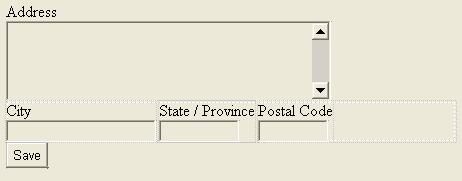 Address
City State / Province Postal Code
Save